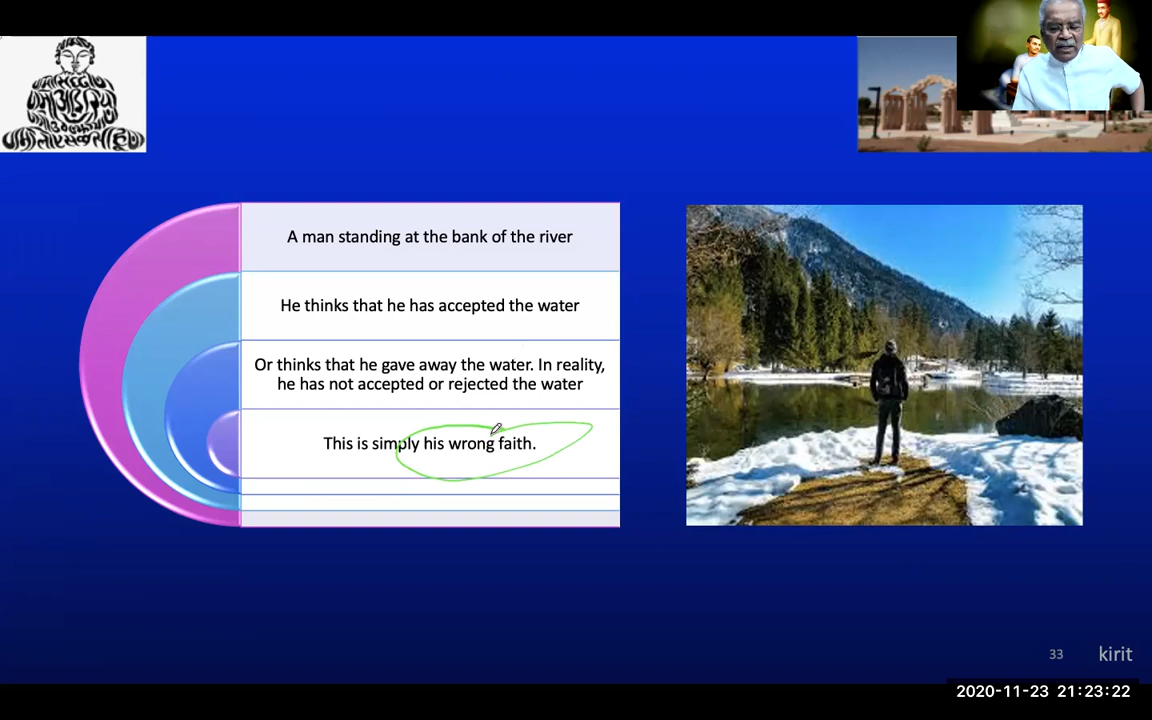 A man standing at the bank of the river
He thinks that he has accepted the water
Or thinks that he gave away the water. In reality,
he has not accepted or rejected the water
This is simply his wrong faith.
33
kirit
2020-11-23 21:23:22